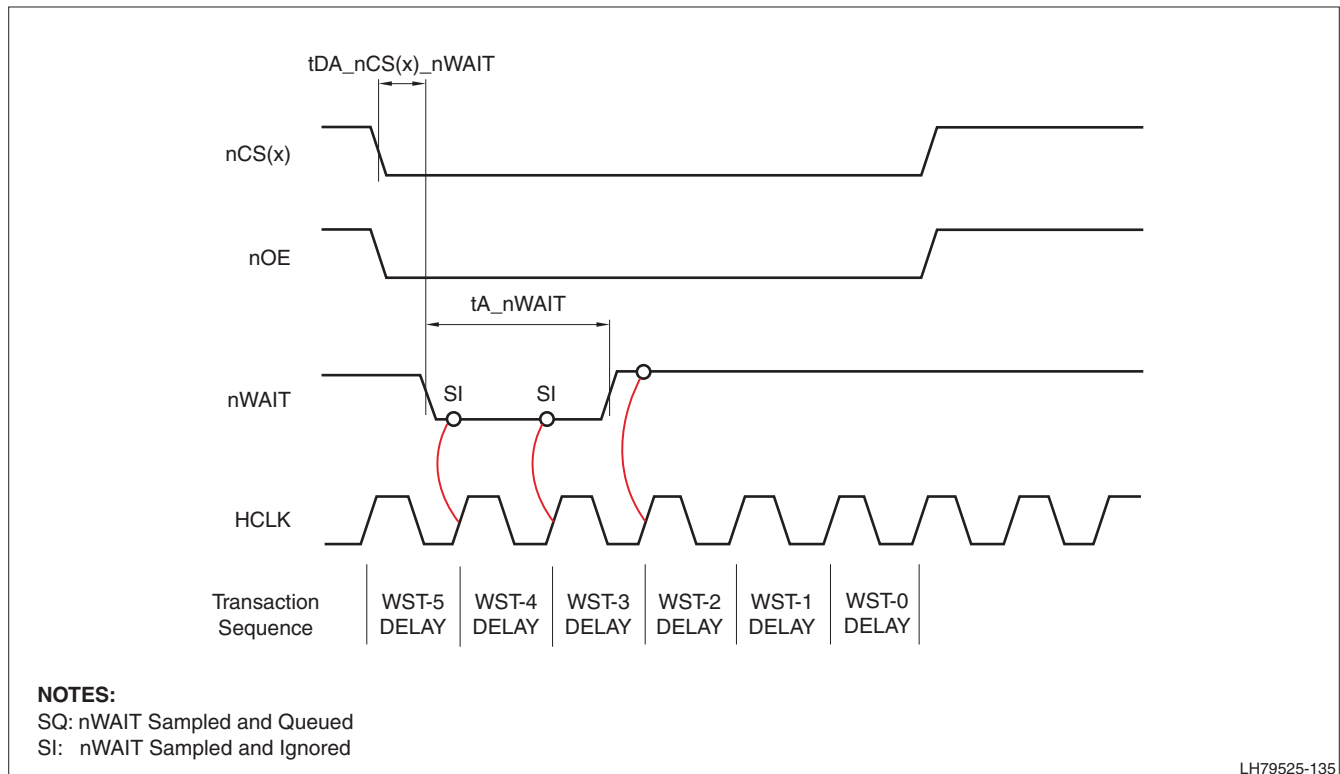 tDA_nCS(x)_nWAIT
nCS(x)
nOE
tA_nWAIT
nWAIT
SI
SI
HCLK
Transaction
Sequence
WST-5
DELAY
WST-4
DELAY
WST-3
DELAY
WST-2
DELAY
WST-1
DELAY
WST-0
DELAY
NOTES:
SQ: nWAIT Sampled and Queued
SI: nWAIT Sampled and Ignored
LH79525-135